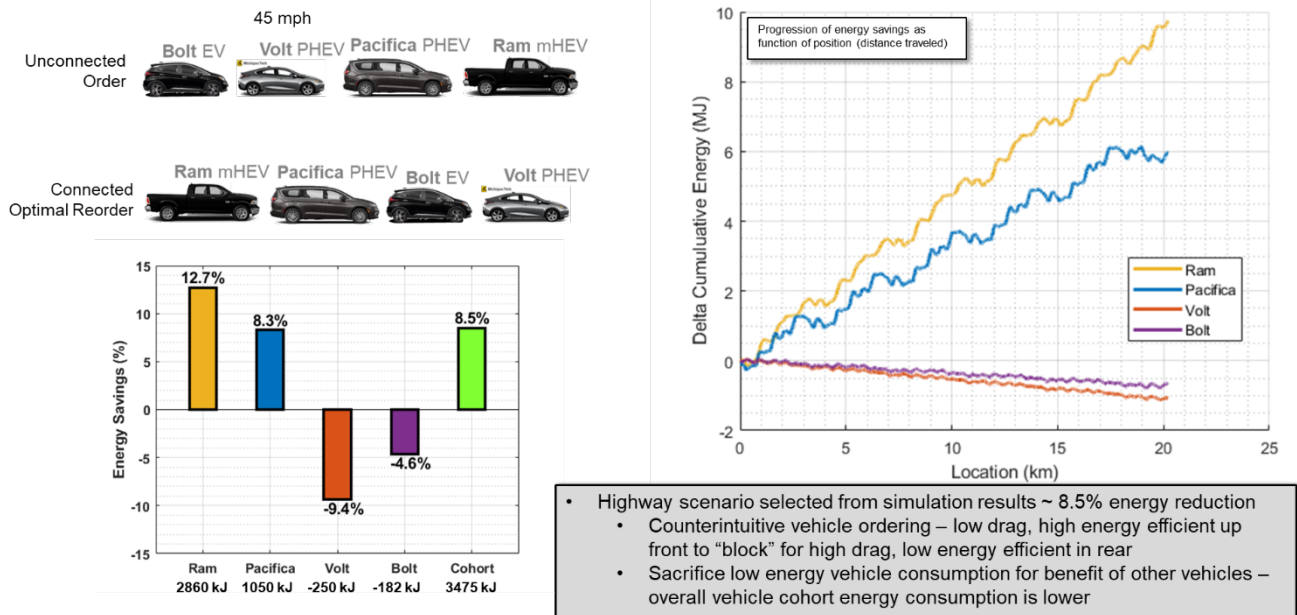 45 mph
Unconnected
Order
Bolt EV
Volt PHEV
Pacifica PHEV
Ram mHEV
Michigan Tech
Connected
Optimal Reorder
Ram mHEV
Pacifica PHEV
Bolt EV
Volt PHEV
Michigan Tech
Energy Savings (%)
15
10
5
0
-5
-10
-15
12.7%
8.3%
-9.4%
-4.6%
8.5%
Ram Pacifica Volt Bolt Cohort
2860 kJ 1050 kJ -250 kJ -182 kJ 3475 kJ
Progression of energy savings as
function of position (distance traveled)
Delta Cumuluative Energy (MJ)
10
8
6
4
2
0
-2
Ram
Pacifica
Volt
Bolt
0 5 10 15 20 25
Location (km)
• Highway scenario selected from simulation results ~ 8.5% energy reduction
• Counterintuitive vehicle ordering – low drag, high energy efficient up
front to “block” for high drag, low energy efficient in rear
• Sacrifice low energy vehicle consumption for benefit of other vehicles –
overall vehicle cohort energy consumption is lower